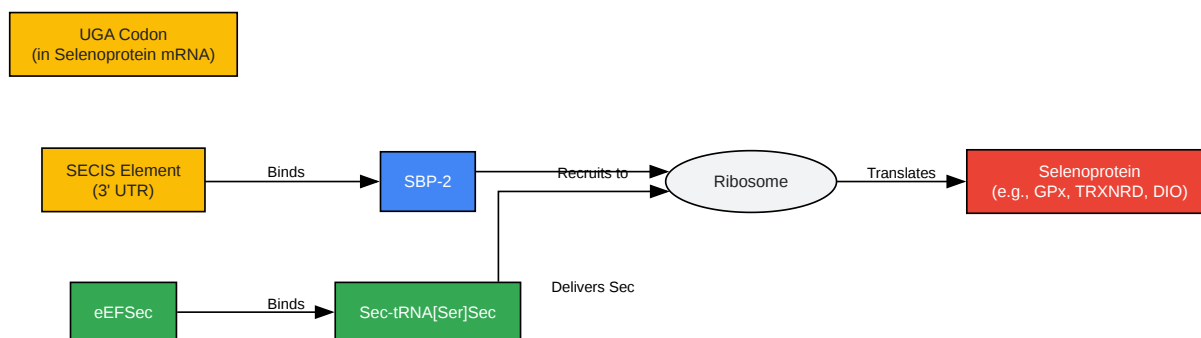 UGA Codon
(in Selenoprotein mRNA)
SECIS Element
(3' UTR)
Binds
SBP-2
Recruits to
Ribosome
Translates
Selenoprotein
(e.g., GPx, TRXNRD, DIO)
eEFSec
Binds
Sec-tRNA[Ser]Sec
Delivers Sec